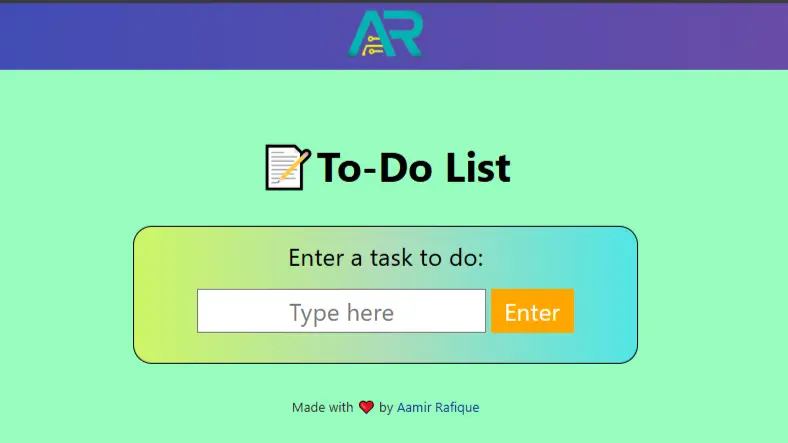 AR
To-Do List
Enter a task to do:
Type here
Enter
Made with ❤️ by Aamir Rafique